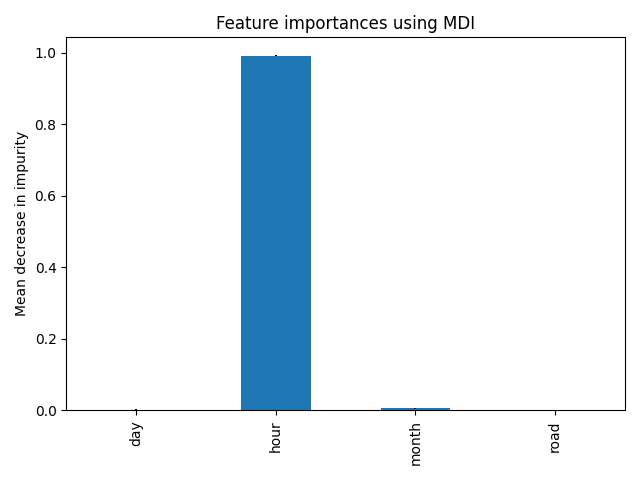 Feature importances using MDI
Mean decrease in impurity
1.0
0.8
0.6
0.4
0.2
0.0
day
hour
month
road